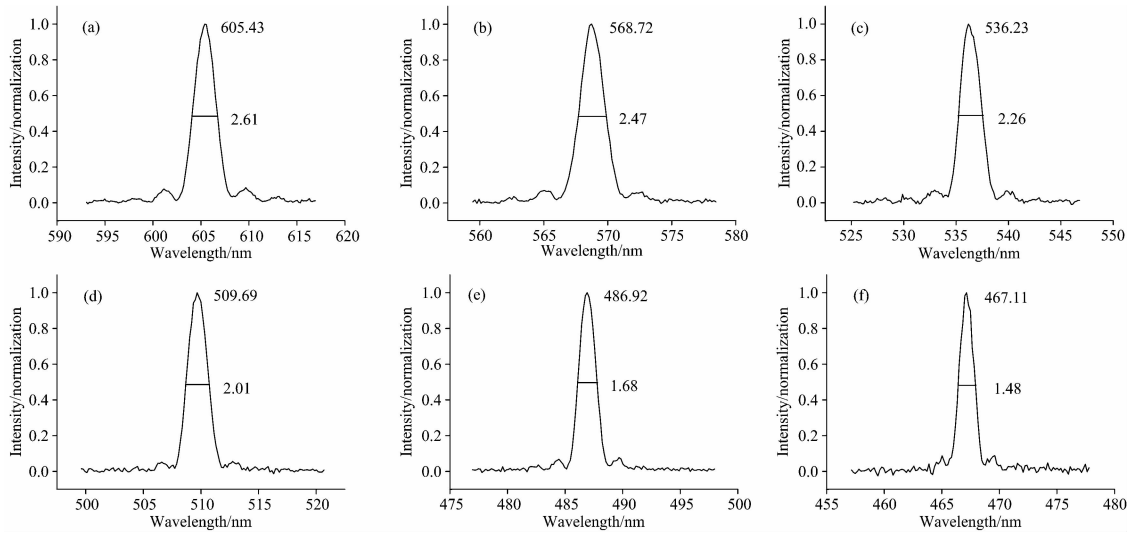 (a)
605.43
2.61
Intensity/normalization
1.0
0.8
0.6
0.4
0.2
0.0
590 595 600 605 610 615 620
Wavelength/nm
(b)
568.72
2.47
Intensity/normalization
1.0
0.8
0.6
0.4
0.2
0.0
560 565 570 575 580
Wavelength/nm
(c)
536.23
2.26
Intensity/normalization
1.0
0.8
0.6
0.4
0.2
0.0
525 530 535 540 545 550
Wavelength/nm
(d)
509.69
2.01
Intensity/normalization
1.0
0.8
0.6
0.4
0.2
0.0
500 505 510 515 520
Wavelength/nm
(e)
486.92
1.68
Intensity/normalization
1.0
0.8
0.6
0.4
0.2
0.0
475 480 485 490 495 500
Wavelength/nm
(f)
467.11
1.48
Intensity/normalization
1.0
0.8
0.6
0.4
0.2
0.0
455 460 465 470 475 480
Wavelength/nm